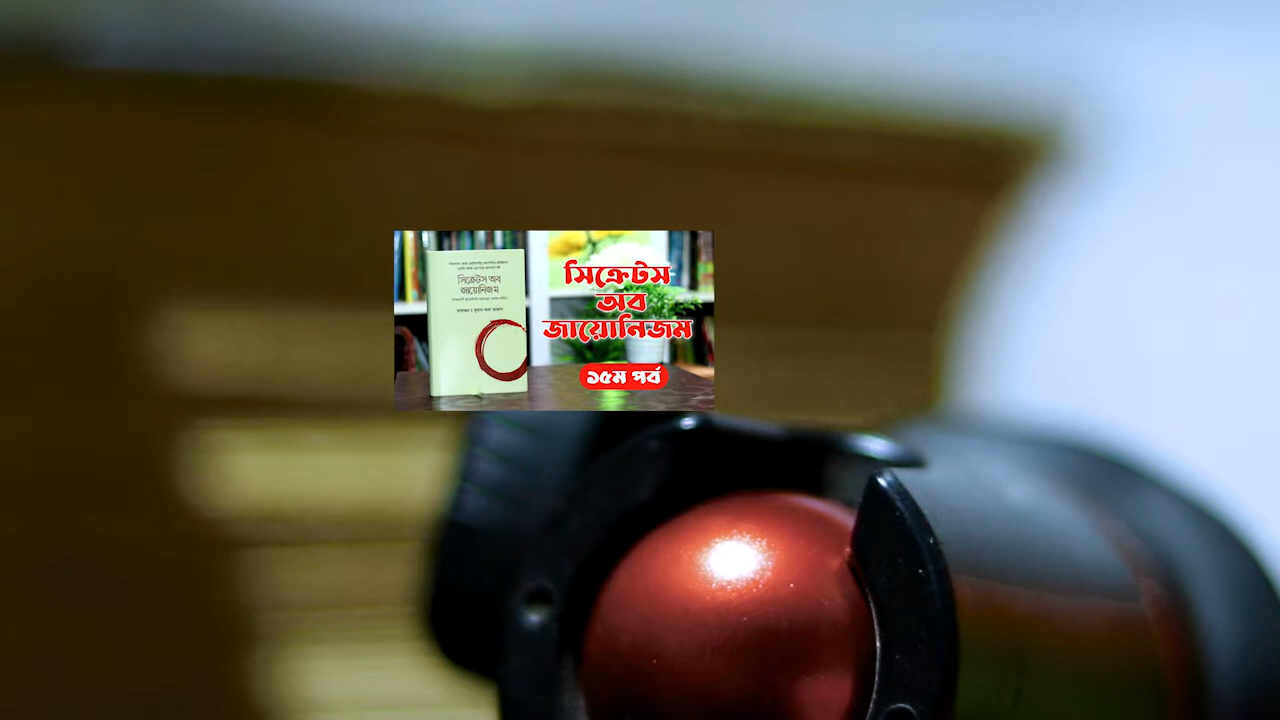 সিক্রেটস অব
জায়োনিজম
সিক্রেটস
অব
জায়োনিজম
১৫ম পর্ব